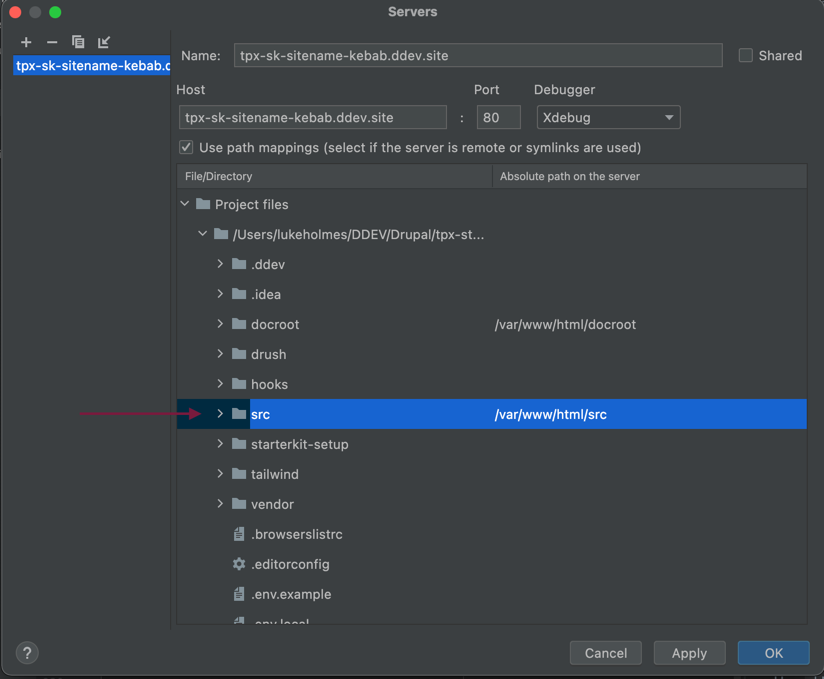 Servers
tpx-sk-sitename-kebab.d
Name: tpx-sk-sitename-kebab.ddev.site Shared
Host Port Debugger
tpx-sk-sitename-kebab.ddev.site : 80 Xdebug
Use path mappings (select if the server is remote or symlinks are used)
File/Directory Absolute path on the server
Project files
/Users/lukeholmes/DDEV/Drupal/tpx-st...
.ddev
.idea
docroot /var/www/html/docroot
drush
hooks
src /var/www/html/src
starterkit-setup
tailwind
vendor
.browserslistrc
.editorconfig
.env.example
.env.local
? Cancel Apply OK